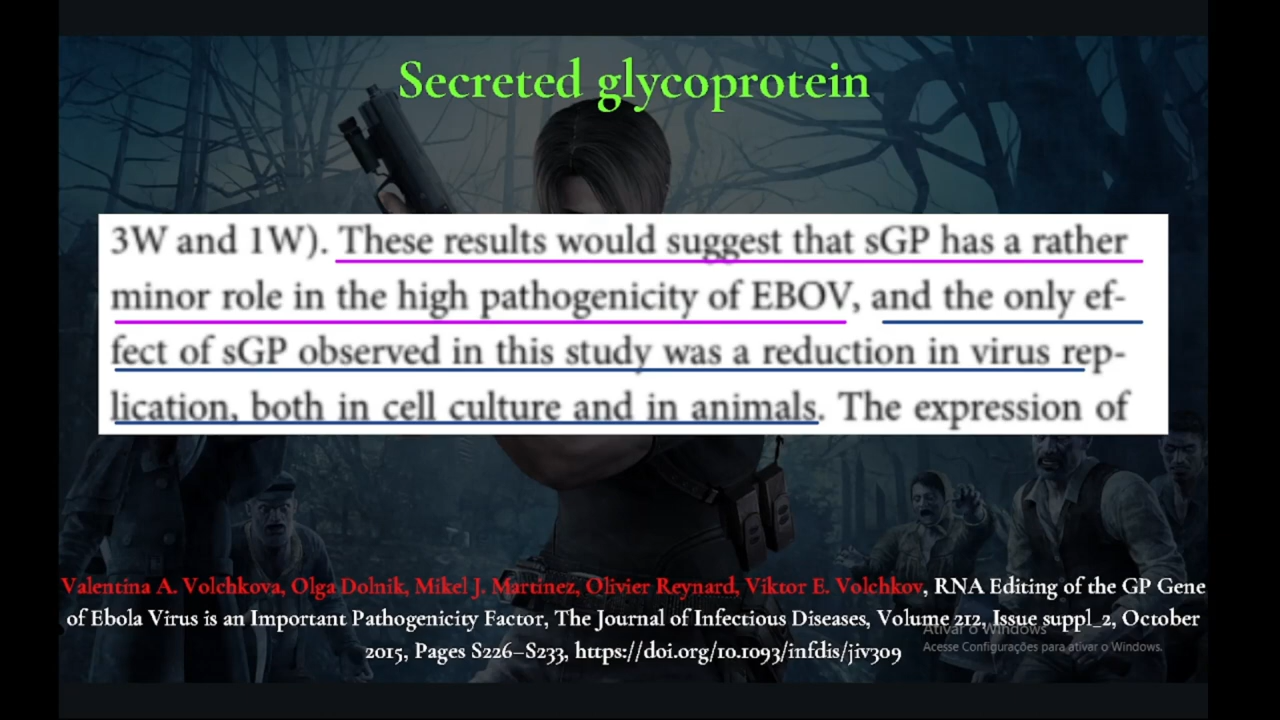 Secreted glycoprotein
3W and 1W). These results would suggest that sGP has a rather
minor role in the high pathogenicity of EBOV, and the only ef-
fect of sGP observed in this study was a reduction in virus rep-
lication, both in cell culture and in animals. The expression of
Valentina A. Volchkova, Olga Dolnik, Mikel J. Martinez, Olivier Reynard, Viktor E. Volchkov, RNA Editing of the GP Gene
of Ebola Virus is an Important Pathogenicity Factor, The Journal of Infectious Diseases, Volume 212, Issue suppl_2, October
2015, Pages S226–S233, https://doi.org/10.1093/infdis/jiv309
Ativar o Windows
Acesse Configurações para ativar o Windows.